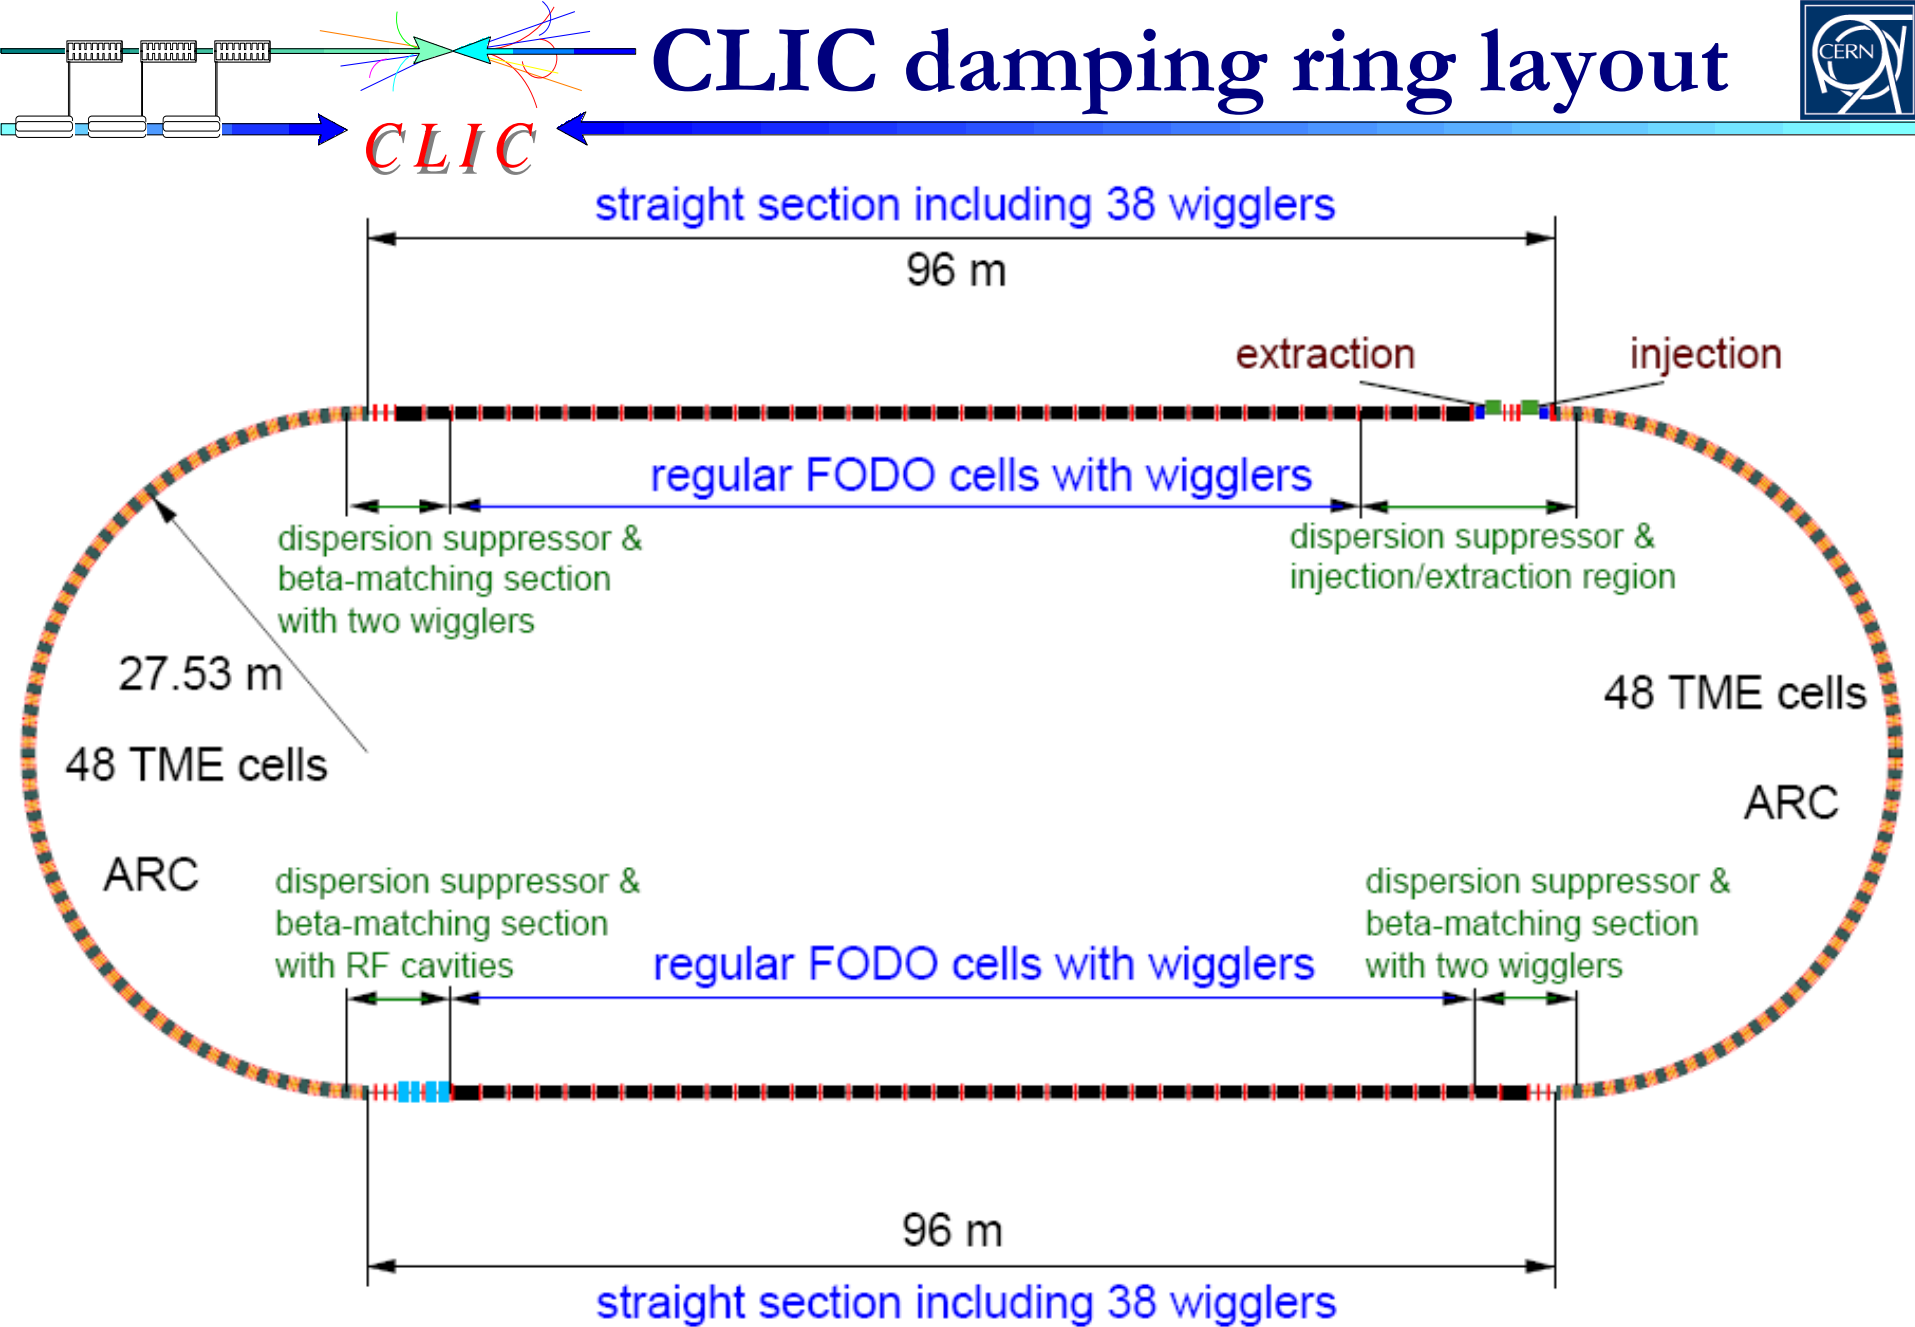 CLIC damping ring layout
CERN
CLIC
straight section including 38 wigglers
96 m
extraction
injection
regular FODO cells with wigglers
dispersion suppressor &
beta-matching section
with two wigglers
dispersion suppressor &
injection/extraction region
27.53 m
48 TME cells
ARC
48 TME cells
ARC
dispersion suppressor &
beta-matching section
with RF cavities
regular FODO cells with wigglers
dispersion suppressor &
beta-matching section
with two wigglers
96 m
straight section including 38 wigglers